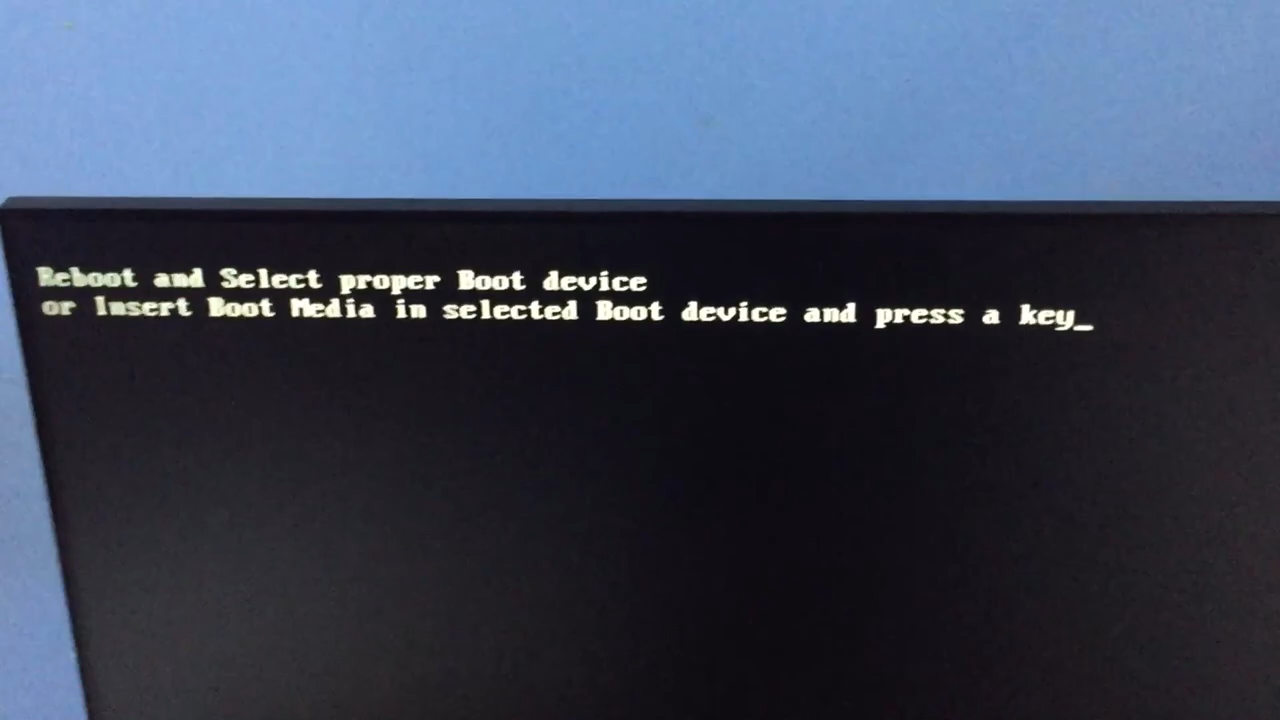 Reboot and Select proper Boot device
or Insert Boot Media in selected Boot device and press a key_